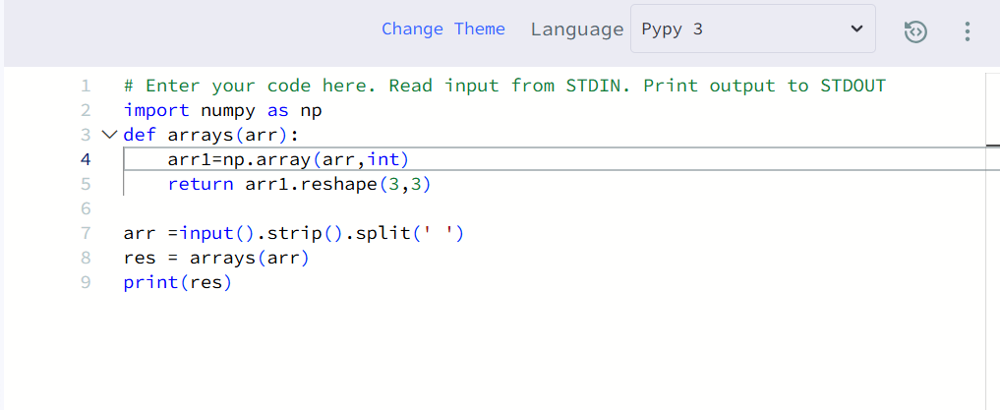 Change Theme Language Pypy 3
1 # Enter your code here. Read input from STDIN. Print output to STDOUT
2 import numpy as np
3 def arrays(arr):
4     arr1=np.array(arr,int)
5     return arr1.reshape(3,3)
6
7 arr =input().strip().split(' ')
8 res = arrays(arr)
9 print(res)